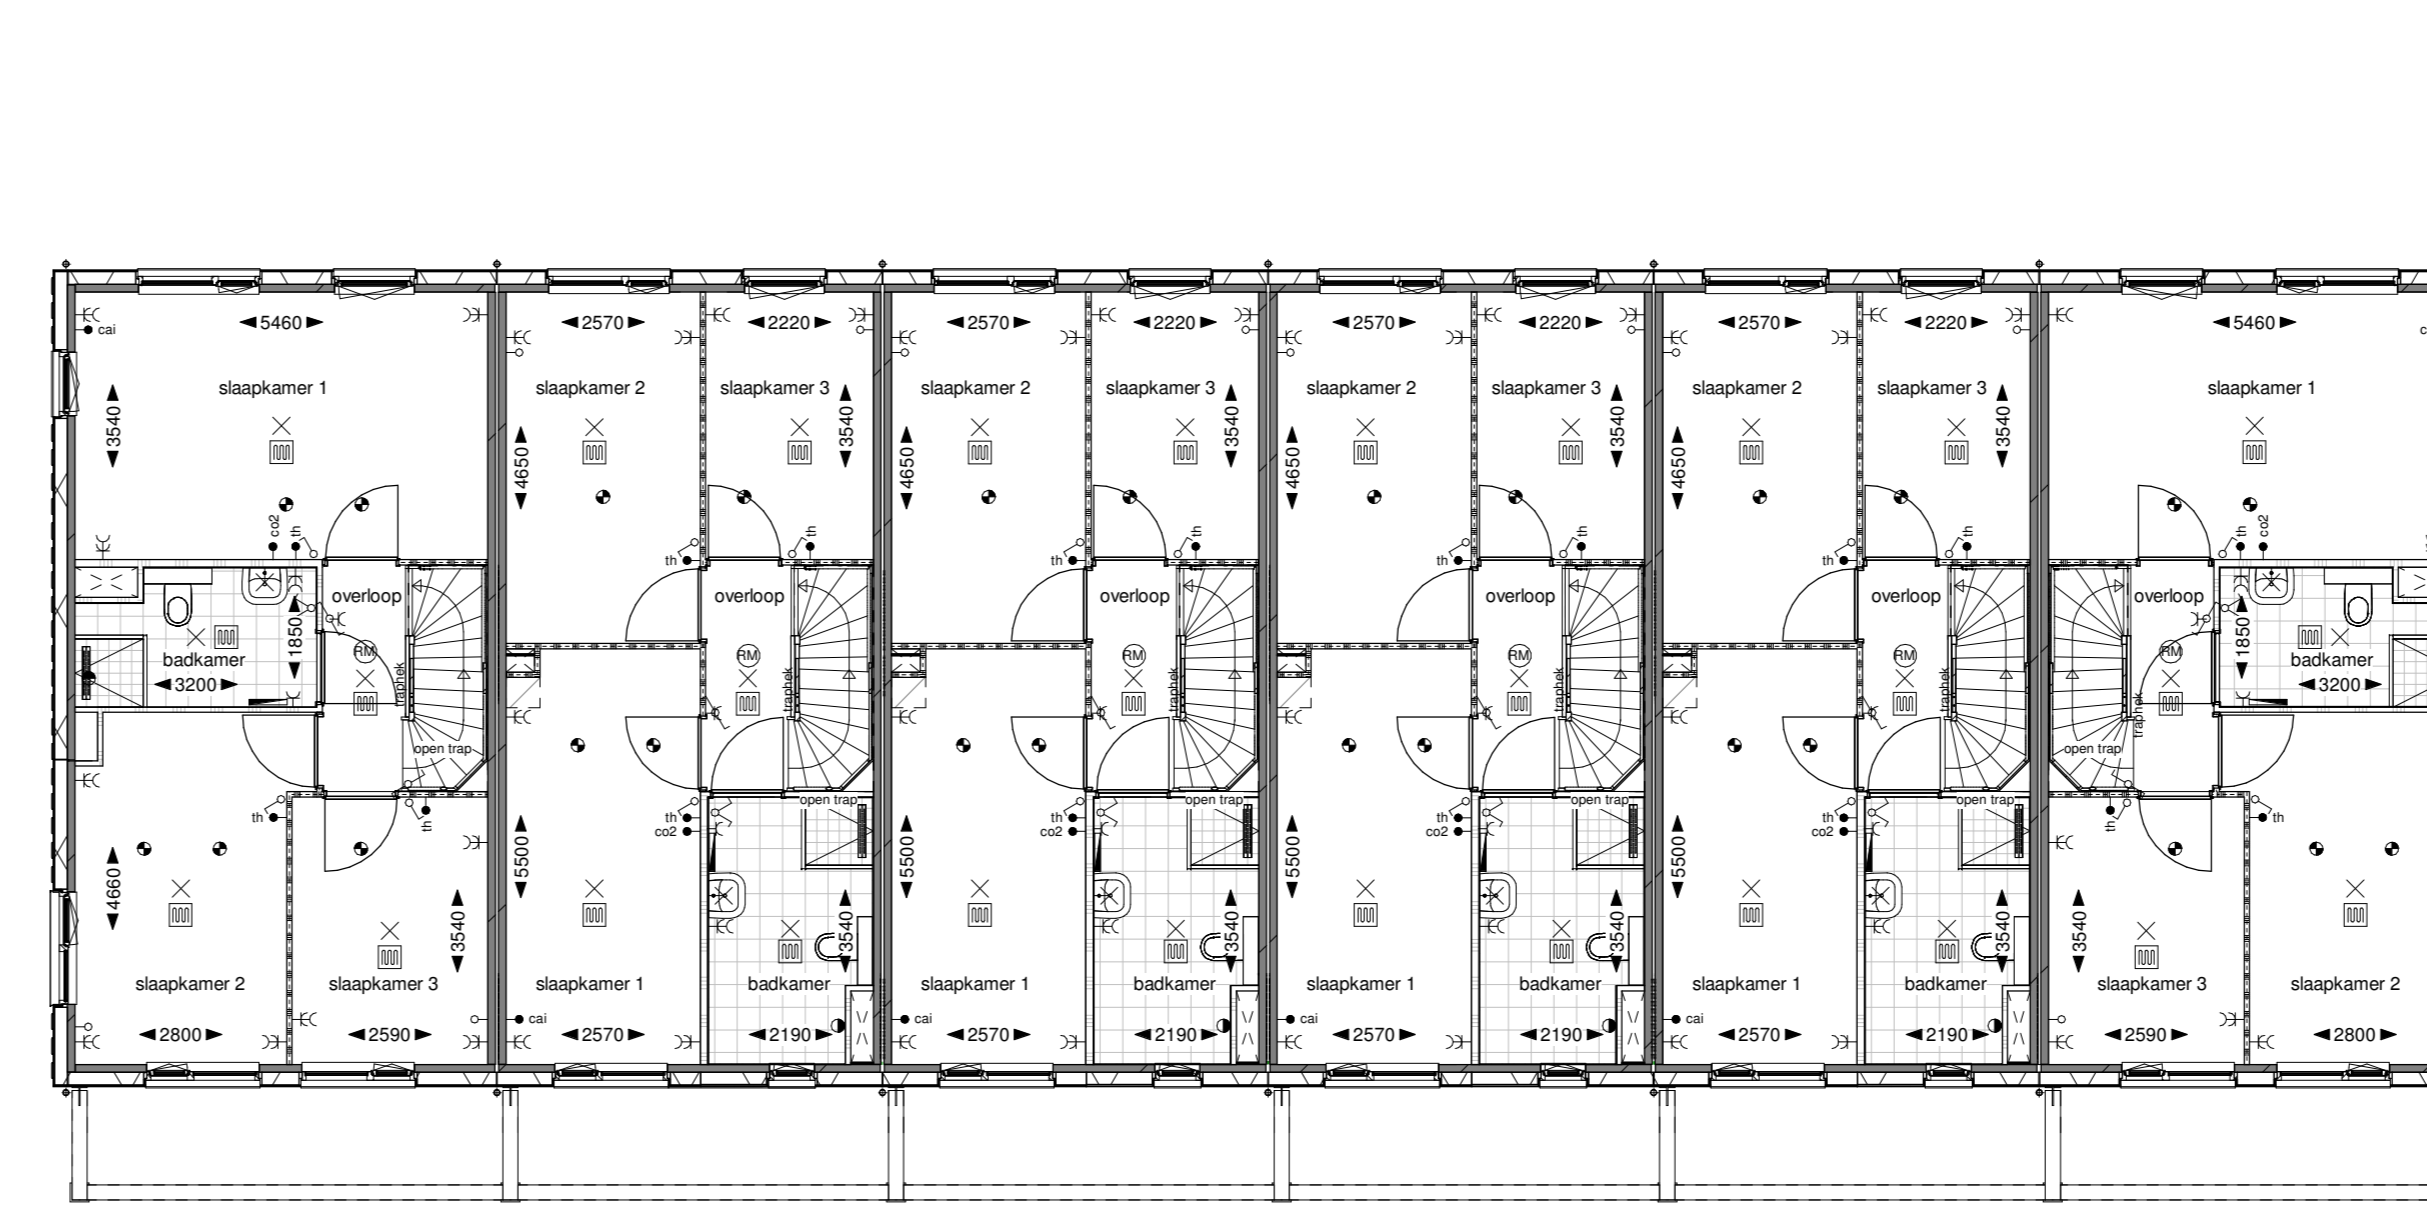 5460 2570 2220 2570 2220 2570 2220 2570 2220 5460
cai
slaapkamer 1 slaapkamer 2 slaapkamer 3 slaapkamer 2 slaapkamer 3 slaapkamer 2 slaapkamer 3 slaapkamer 2 slaapkamer 3 slaapkamer 1
3540 3540 3540 3540 3540
4650 4650 4650 4650
co2 th th th th th th co2
th th th th
overloop overloop overloop overloop overloop overloop
1850 1850
RM RM RM RM RM RM
badkamer badkamer
3200 3200
traphek traphek traphek traphek traphek traphek
open trap open trap
open trap open trap open trap open trap
th th th th th th th th
co2 co2 co2 co2
4660 5500 5500 5500 5500
3540 3540 3540 3540 3540 3540
slaapkamer 2 slaapkamer 3 slaapkamer 1 badkamer slaapkamer 1 badkamer slaapkamer 1 badkamer slaapkamer 1 badkamer slaapkamer 3 slaapkamer 2
cai cai cai cai
2800 2590 2570 2190 2570 2190 2570 2190 2570 2190 2590 2800